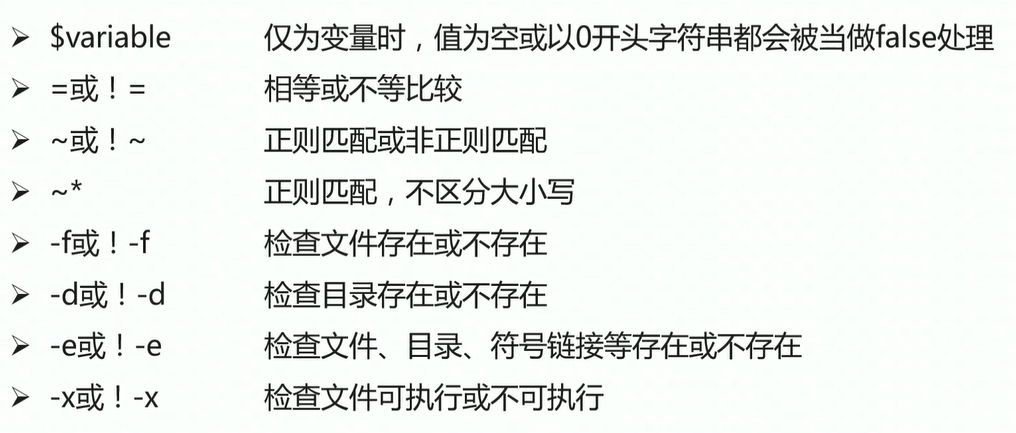 ➢ $variable 仅为变量时，值为空或以0开头字符串都会被当做false处理
➢ =或！= 相等或不等比较
➢ ~或！~ 正则匹配或非正则匹配
➢ ~* 正则匹配，不区分大小写
➢ -f或！-f 检查文件存在或不存在
➢ -d或！-d 检查目录存在或不存在
➢ -e或！-e 检查文件、目录、符号链接等存在或不存在
➢ -x或！-x 检查文件可执行或不可执行